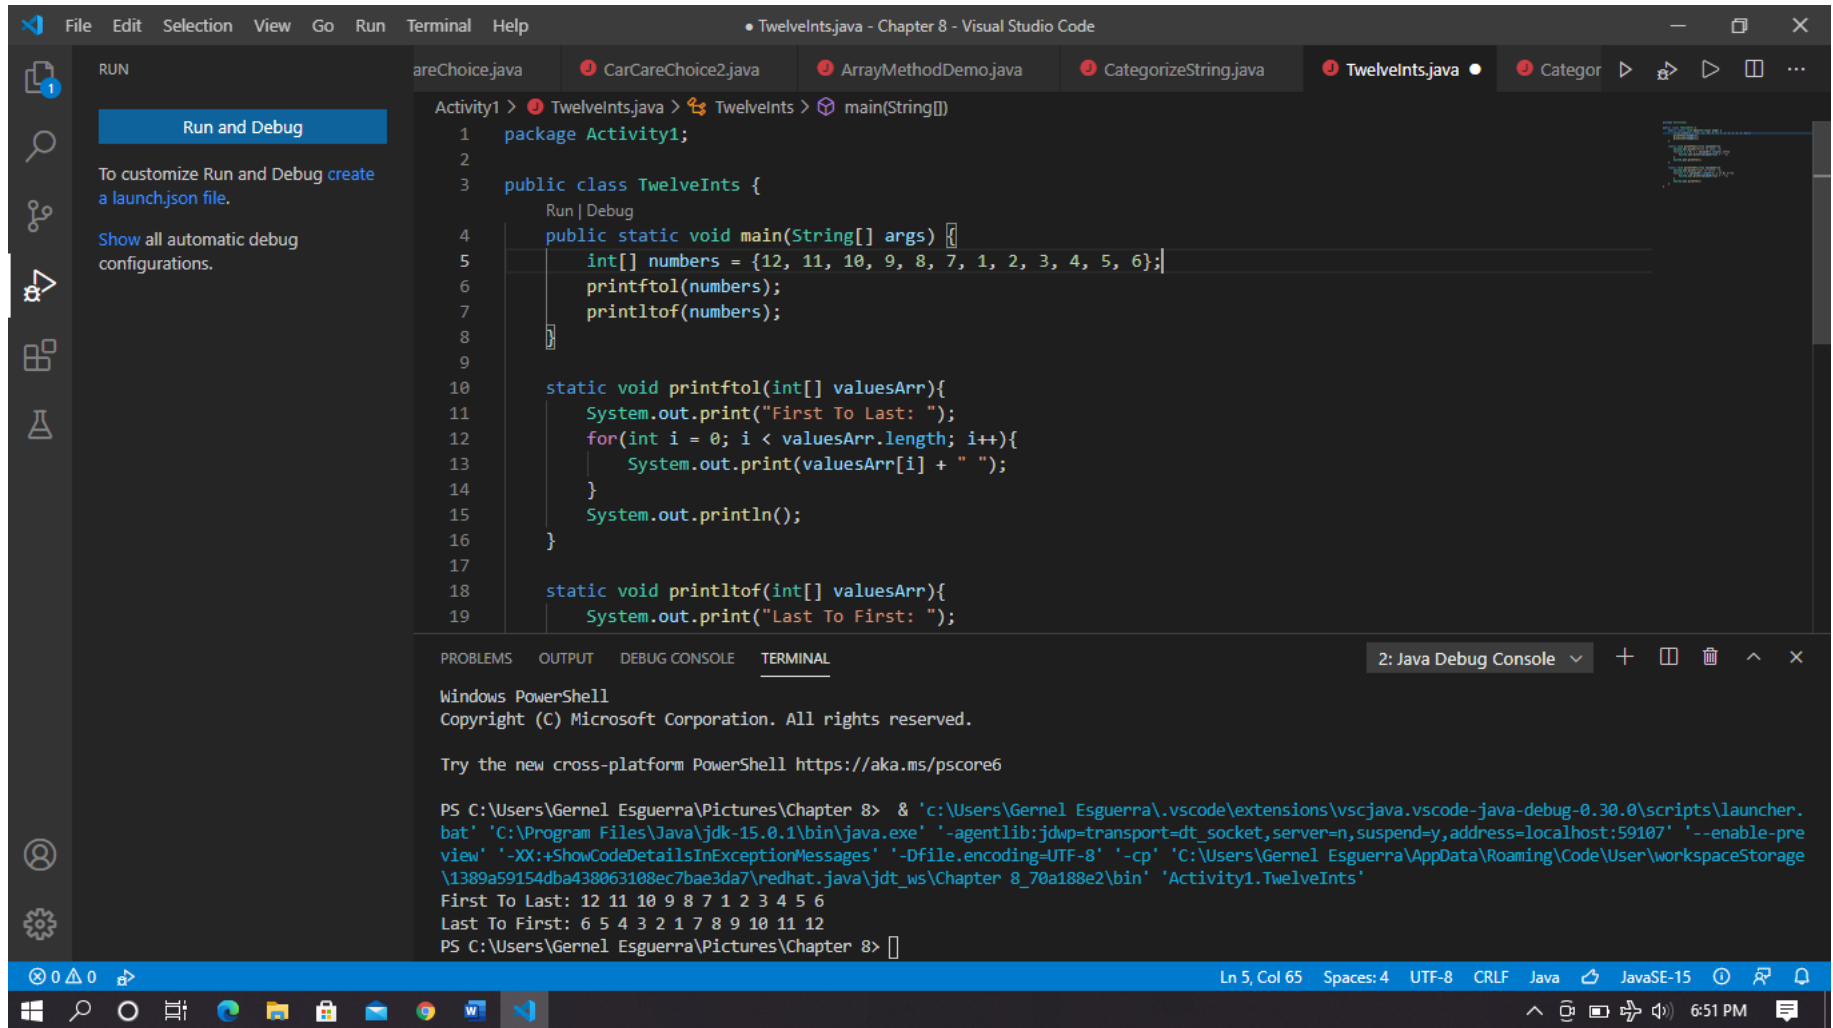 File Edit Selection View Go Run Terminal Help
● TwelveInts.java - Chapter 8 - Visual Studio Code
1
RUN
Run and Debug
To customize Run and Debug create
a launch.json file.
Show all automatic debug
configurations.
areChoice.java CarCareChoice2.java ArrayMethodDemo.java CategorizeString.java TwelveInts.java ● Categor
Activity1 > TwelveInts.java > TwelveInts > main(String[])
1 package Activity1;
2
3 public class TwelveInts {
Run | Debug
4 public static void main(String[] args) {
5 int[] numbers = {12, 11, 10, 9, 8, 7, 1, 2, 3, 4, 5, 6};
6 printftol(numbers);
7 printltof(numbers);
8 }
9
10 static void printftol(int[] valuesArr){
11 System.out.print("First To Last: ");
12 for(int i = 0; i < valuesArr.length; i++){
13 System.out.print(valuesArr[i] + " ");
14 }
15 System.out.println();
16 }
17
18 static void printltof(int[] valuesArr){
19 System.out.print("Last To First: ");
PROBLEMS OUTPUT DEBUG CONSOLE TERMINAL
2: Java Debug Console
Windows PowerShell
Copyright (C) Microsoft Corporation. All rights reserved.
Try the new cross-platform PowerShell https://aka.ms/pscore6
PS C:\Users\Gernel Esguerra\Pictures\Chapter 8> & 'c:\Users\Gernel Esguerra\.vscode\extensions\vscjava.vscode-java-debug-0.30.0\scripts\launcher.
bat' 'C:\Program Files\Java\jdk-15.0.1\bin\java.exe' '-agentlib:jdwp=transport=dt_socket,server=n,suspend=y,address=localhost:59107' '--enable-pre
view' '-XX:+ShowCodeDetailsInExceptionMessages' '-Dfile.encoding=UTF-8' '-cp' 'C:\Users\Gernel Esguerra\AppData\Roaming\Code\User\workspaceStorage
\1389a59154dba438063108ec7bae3da7\redhat.java\jdt_ws\Chapter 8_70a188e2\bin' 'Activity1.TwelveInts'
First To Last: 12 11 10 9 8 7 1 2 3 4 5 6
Last To First: 6 5 4 3 2 1 7 8 9 10 11 12
PS C:\Users\Gernel Esguerra\Pictures\Chapter 8>
0 0
Ln 5, Col 65 Spaces: 4 UTF-8 CRLF Java JavaSE-15
6:51 PM